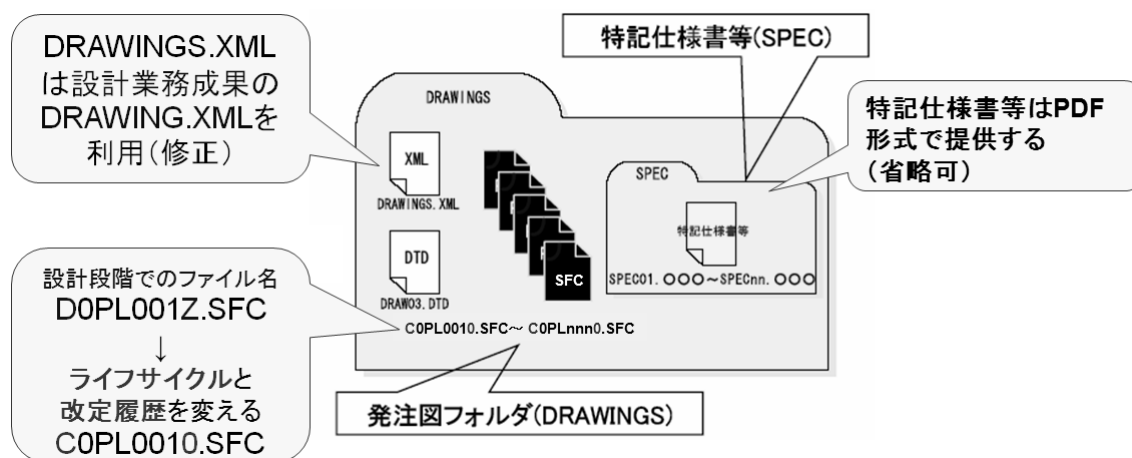 DRAWINGS.XML
は設計業務成果の
DRAWING.XMLを
利用(修正)
特記仕様書等(SPEC)
特記仕様書等はPDF
形式で提供する
(省略可)
DRAWINGS
XML
DRAWINGS.XML
DTD
DRAW03.DTD
SFC
C0PL0010.SFC～ C0PLnnn0.SFC
SPEC
特記仕様書等
SPEC01.○○○～SPECnn.○○○
設計段階でのファイル名
D0PL001Z.SFC
↓
ライフサイクルと
改定履歴を変える
C0PL0010.SFC
発注図フォルダ(DRAWINGS)